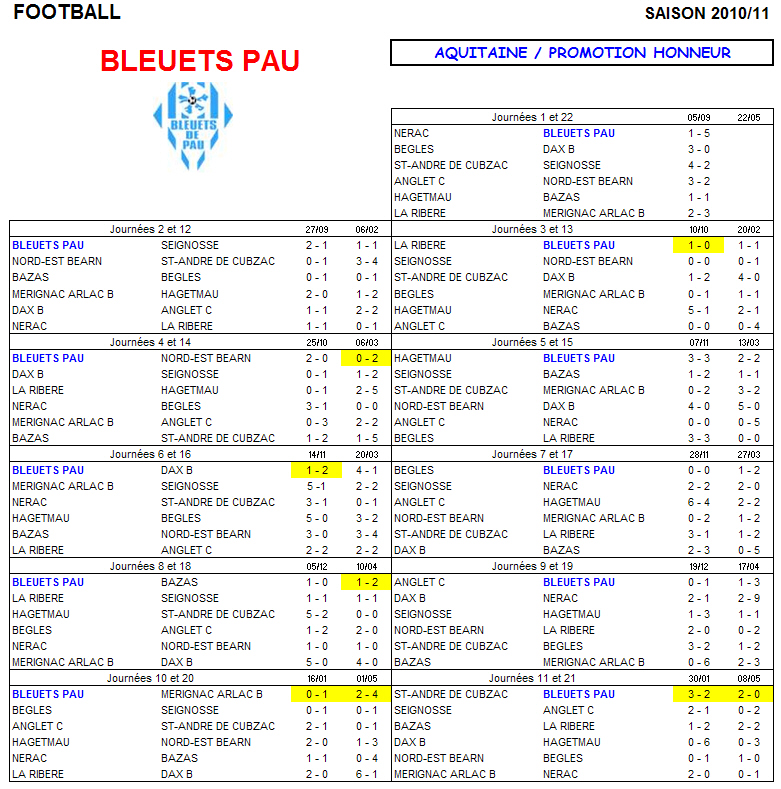 FOOTBALL SAISON 2010/11
BLEUETS PAU
AQUITAINE / PROMOTION HONNEUR
BLEUETS
DE
PAU
Journées 1 et 22 05/09 22/05
NERAC BLEUETS PAU 1 - 5
BEGLES DAX B 3 - 0
ST-ANDRE DE CUBZAC SEIGNOSSE 4 - 2
ANGLET C NORD-EST BEARN 3 - 2
HAGETMAU BAZAS 1 - 1
LA RIBERE MERIGNAC ARLAC B 2 - 3
Journées 2 et 12 27/09 06/02
BLEUETS PAU SEIGNOSSE 2 - 1 1 - 1
NORD-EST BEARN ST-ANDRE DE CUBZAC 0 - 1 3 - 4
BAZAS BEGLES 0 - 1 0 - 1
MERIGNAC ARLAC B HAGETMAU 2 - 0 1 - 2
DAX B ANGLET C 1 - 1 2 - 2
NERAC LA RIBERE 1 - 1 0 - 1
Journées 3 et 13 10/10 20/02
LA RIBERE BLEUETS PAU 1 - 0 1 - 1
SEIGNOSSE NORD-EST BEARN 0 - 0 0 - 1
ST-ANDRE DE CUBZAC DAX B 1 - 2 4 - 0
BEGLES MERIGNAC ARLAC B 0 - 1 1 - 1
HAGETMAU NERAC 5 - 1 2 - 1
ANGLET C BAZAS 0 - 0 0 - 4
Journées 4 et 14 25/10 06/03
BLEUETS PAU NORD-EST BEARN 2 - 0 0 - 2
DAX B SEIGNOSSE 0 - 1 1 - 2
LA RIBERE HAGETMAU 0 - 1 2 - 5
NERAC BEGLES 3 - 1 0 - 0
MERIGNAC ARLAC B ANGLET C 0 - 2 3 - 2
BAZAS ST-ANDRE DE CUBZAC 1 - 2 1 - 5
Journées 5 et 15 07/11 13/03
HAGETMAU BLEUETS PAU 3 - 3 2 - 2
SEIGNOSSE BAZAS 1 - 2 1 - 1
ST-ANDRE DE CUBZAC MERIGNAC ARLAC B 0 - 2 3 - 2
NORD-EST BEARN DAX B 4 - 0 5 - 0
ANGLET C NERAC 0 - 0 0 - 5
BEGLES LA RIBERE 3 - 3 0 - 0
Journées 6 et 16 14/11 20/03
BLEUETS PAU DAX B 1 - 2 4 - 1
MERIGNAC ARLAC B SEIGNOSSE 5 -1 2 - 2
NERAC ST-ANDRE DE CUBZAC 3 - 1 0 - 1
HAGETMAU BEGLES 5 - 0 3 - 2
BAZAS NORD-EST BEARN 3 - 0 3 - 4
LA RIBERE ANGLET C 2 - 2 2 - 2
Journées 7 et 17 28/11 27/03
BEGLES BLEUETS PAU 0 - 0 1 - 2
SEIGNOSSE NERAC 2 - 2 2 - 0
ANGLET C HAGETMAU 6 - 4 2 - 2
NORD-EST BEARN MERIGNAC ARLAC B 0 - 2 1 - 2
ST-ANDRE DE CUBZAC LA RIBERE 3 - 1 1 - 2
DAX B BAZAS 2 - 3 0 - 5
Journées 8 et 18 05/12 10/04
BLEUETS PAU BAZAS 1 - 0 1 - 2
LA RIBERE SEIGNOSSE 1 - 1 1 - 1
HAGETMAU ST-ANDRE DE CUBZAC 5 - 2 0 - 0
BEGLES ANGLET C 1 - 2 2 - 0
NERAC NORD-EST BEARN 1 - 0 1 - 0
MERIGNAC ARLAC B DAX B 5 - 0 4 - 0
Journées 9 et 19 19/12 17/04
ANGLET C BLEUETS PAU 0 - 1 1 - 3
DAX B NERAC 2 - 1 2 - 9
SEIGNOSSE HAGETMAU 1 - 3 1 - 1
NORD-EST BEARN LA RIBERE 2 - 0 0 - 2
ST-ANDRE DE CUBZAC BEGLES 3 - 2 1 - 2
BAZAS MERIGNAC ARLAC B 0 - 6 2 - 3
Journées 10 et 20 16/01 01/05
BLEUETS PAU MERIGNAC ARLAC B 0 - 1 2 - 4
BEGLES SEIGNOSSE 0 - 1 0 - 1
ANGLET C ST-ANDRE DE CUBZAC 2 - 1 0 - 1
HAGETMAU NORD-EST BEARN 2 - 0 1 - 3
NERAC BAZAS 1 - 1 0 - 4
LA RIBERE DAX B 2 - 0 6 - 1
Journées 11 et 21 30/01 08/05
ST-ANDRE DE CUBZAC BLEUETS PAU 3 - 2 2 - 0
SEIGNOSSE ANGLET C 2 - 1 0 - 2
BAZAS LA RIBERE 1 - 2 2 - 2
DAX B HAGETMAU 0 - 6 0 - 3
NORD-EST BEARN BEGLES 0 - 1 1 - 0
MERIGNAC ARLAC B NERAC 2 - 0 0 - 1